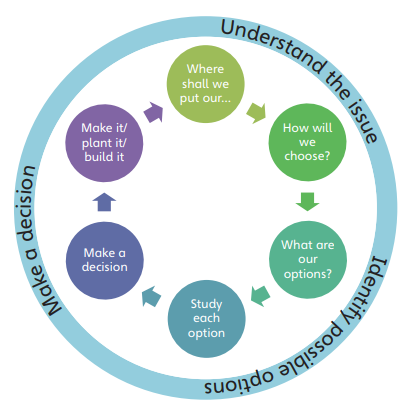 Understand the issue
Where
shall we
put our...
How will
we
choose?
What are
our
options?
Identify possible options
Study
each
option
Make a
decision
Make a decision
Make it/
plant it/
build it